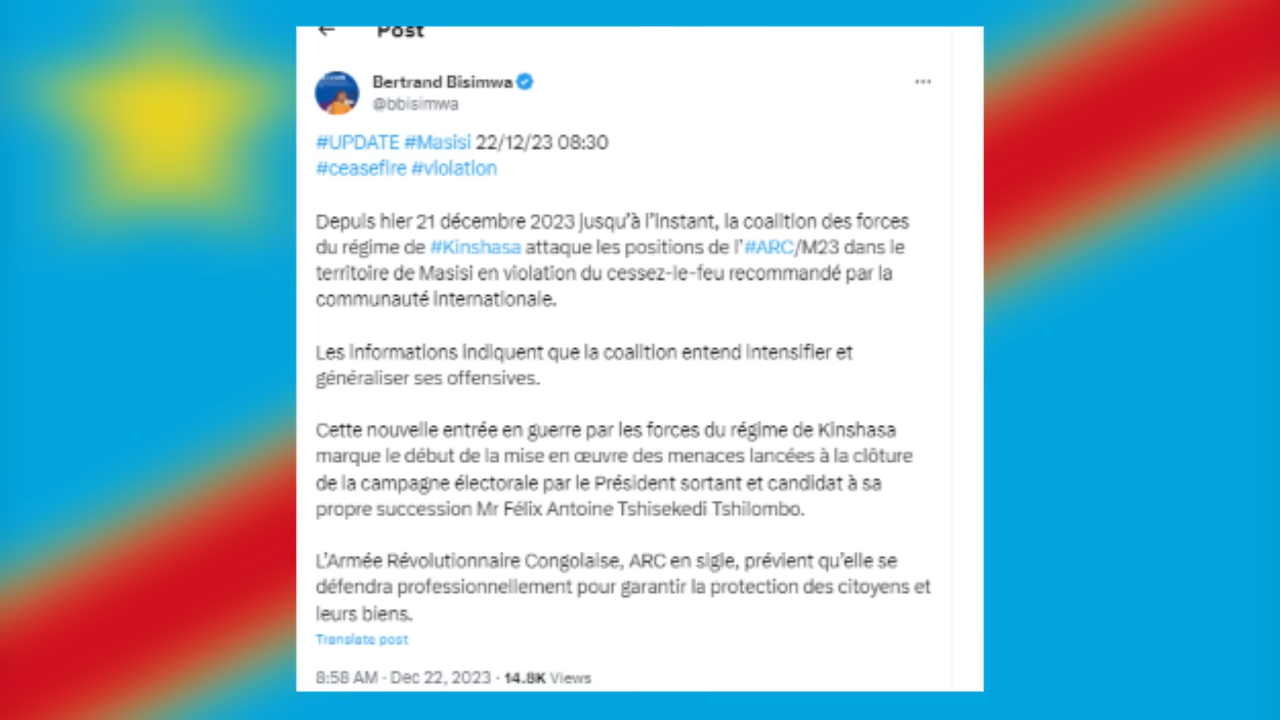 Post
Bertrand Bisimwa
@bbisimwa
#UPDATE #Masisi 22/12/23 08:30
#ceasefire #violation
Depuis hier 21 décembre 2023 jusqu'à l'instant, la coalition des forces
du régime de #Kinshasa attaque les positions de l'#ARC/M23 dans le
territoire de Masisi en violation du cessez-le-feu recommandé par la
communauté internationale.
Les informations indiquent que la coalition entend intensifier et
généraliser ses offensives.
Cette nouvelle entrée en guerre par les forces du régime de Kinshasa
marque le début de la mise en œuvre des menaces lancées à la clôture
de la campagne électorale par le Président sortant et candidat à sa
propre succession Mr Félix Antoine Tshisekedi Tshilombo.
L'Armée Révolutionnaire Congolaise, ARC en sigle, prévient qu'elle se
défendra professionnellement pour garantir la protection des citoyens et
leurs biens.
Translate post
8:58 AM · Dec 22, 2023 · 14.8K Views